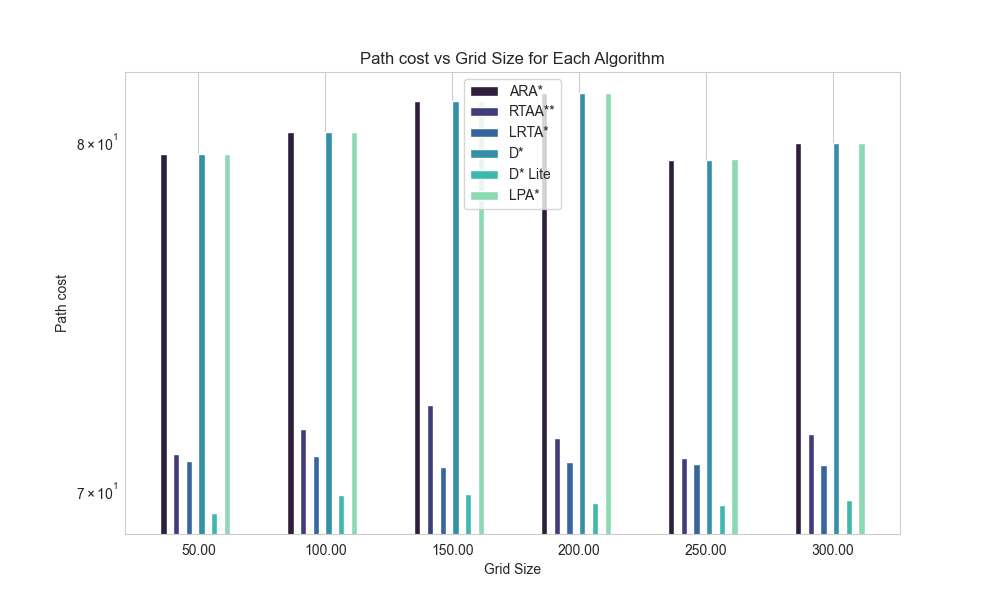 Path cost vs Grid Size for Each Algorithm
ARA*
RTAA**
LRTA*
D*
D* Lite
LPA*
8 × 10¹
7 × 10¹
Path cost
50.00 100.00 150.00 200.00 250.00 300.00
Grid Size